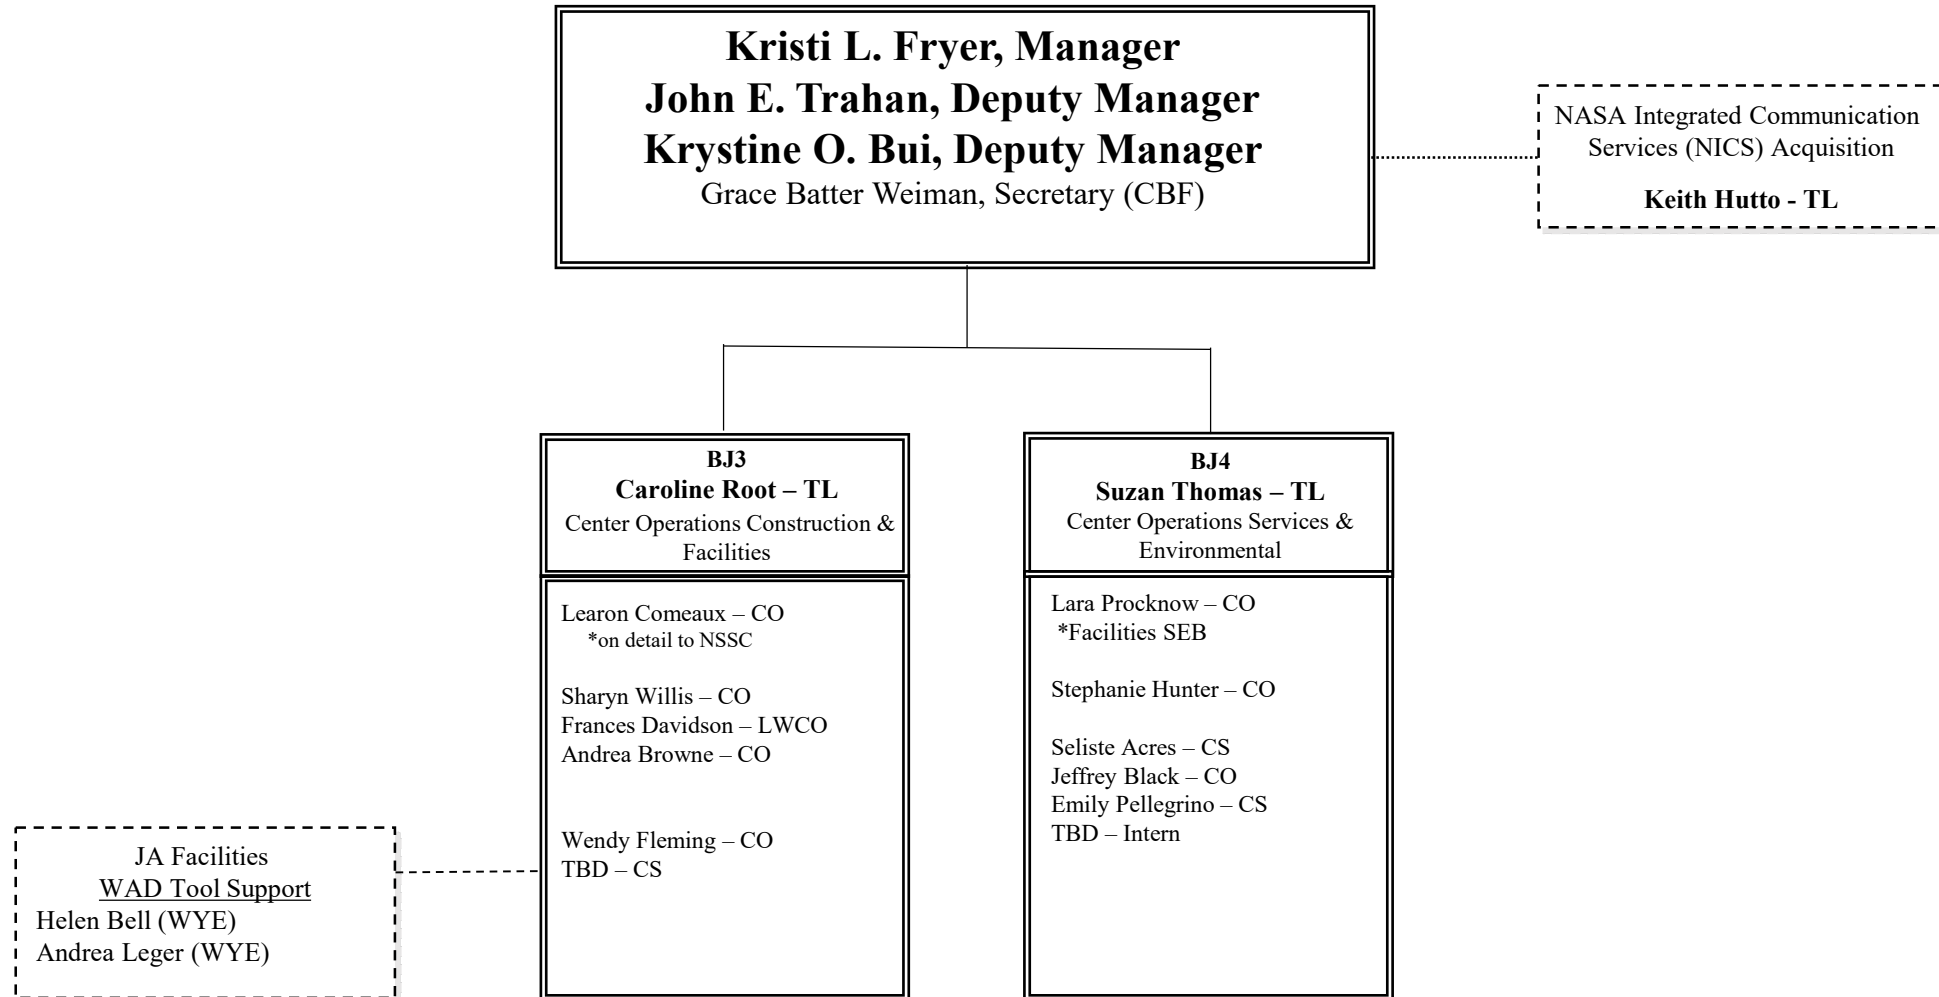 Kristi L. Fryer, Manager
John E. Trahan, Deputy Manager
Krystine O. Bui, Deputy Manager
Grace Batter Weiman, Secretary (CBF)
NASA Integrated Communication
Services (NICS) Acquisition
Keith Hutto - TL
BJ3
Caroline Root – TL
Center Operations Construction &
Facilities
Learon Comeaux – CO
*on detail to NSSC
Sharyn Willis – CO
Frances Davidson – LWCO
Andrea Browne – CO
Wendy Fleming – CO
TBD – CS
BJ4
Suzan Thomas – TL
Center Operations Services &
Environmental
Lara Procknow – CO
*Facilities SEB
Stephanie Hunter – CO
Seliste Acres – CS
Jeffrey Black – CO
Emily Pellegrino – CS
TBD – Intern
JA Facilities
WAD Tool Support
Helen Bell (WYE)
Andrea Leger (WYE)